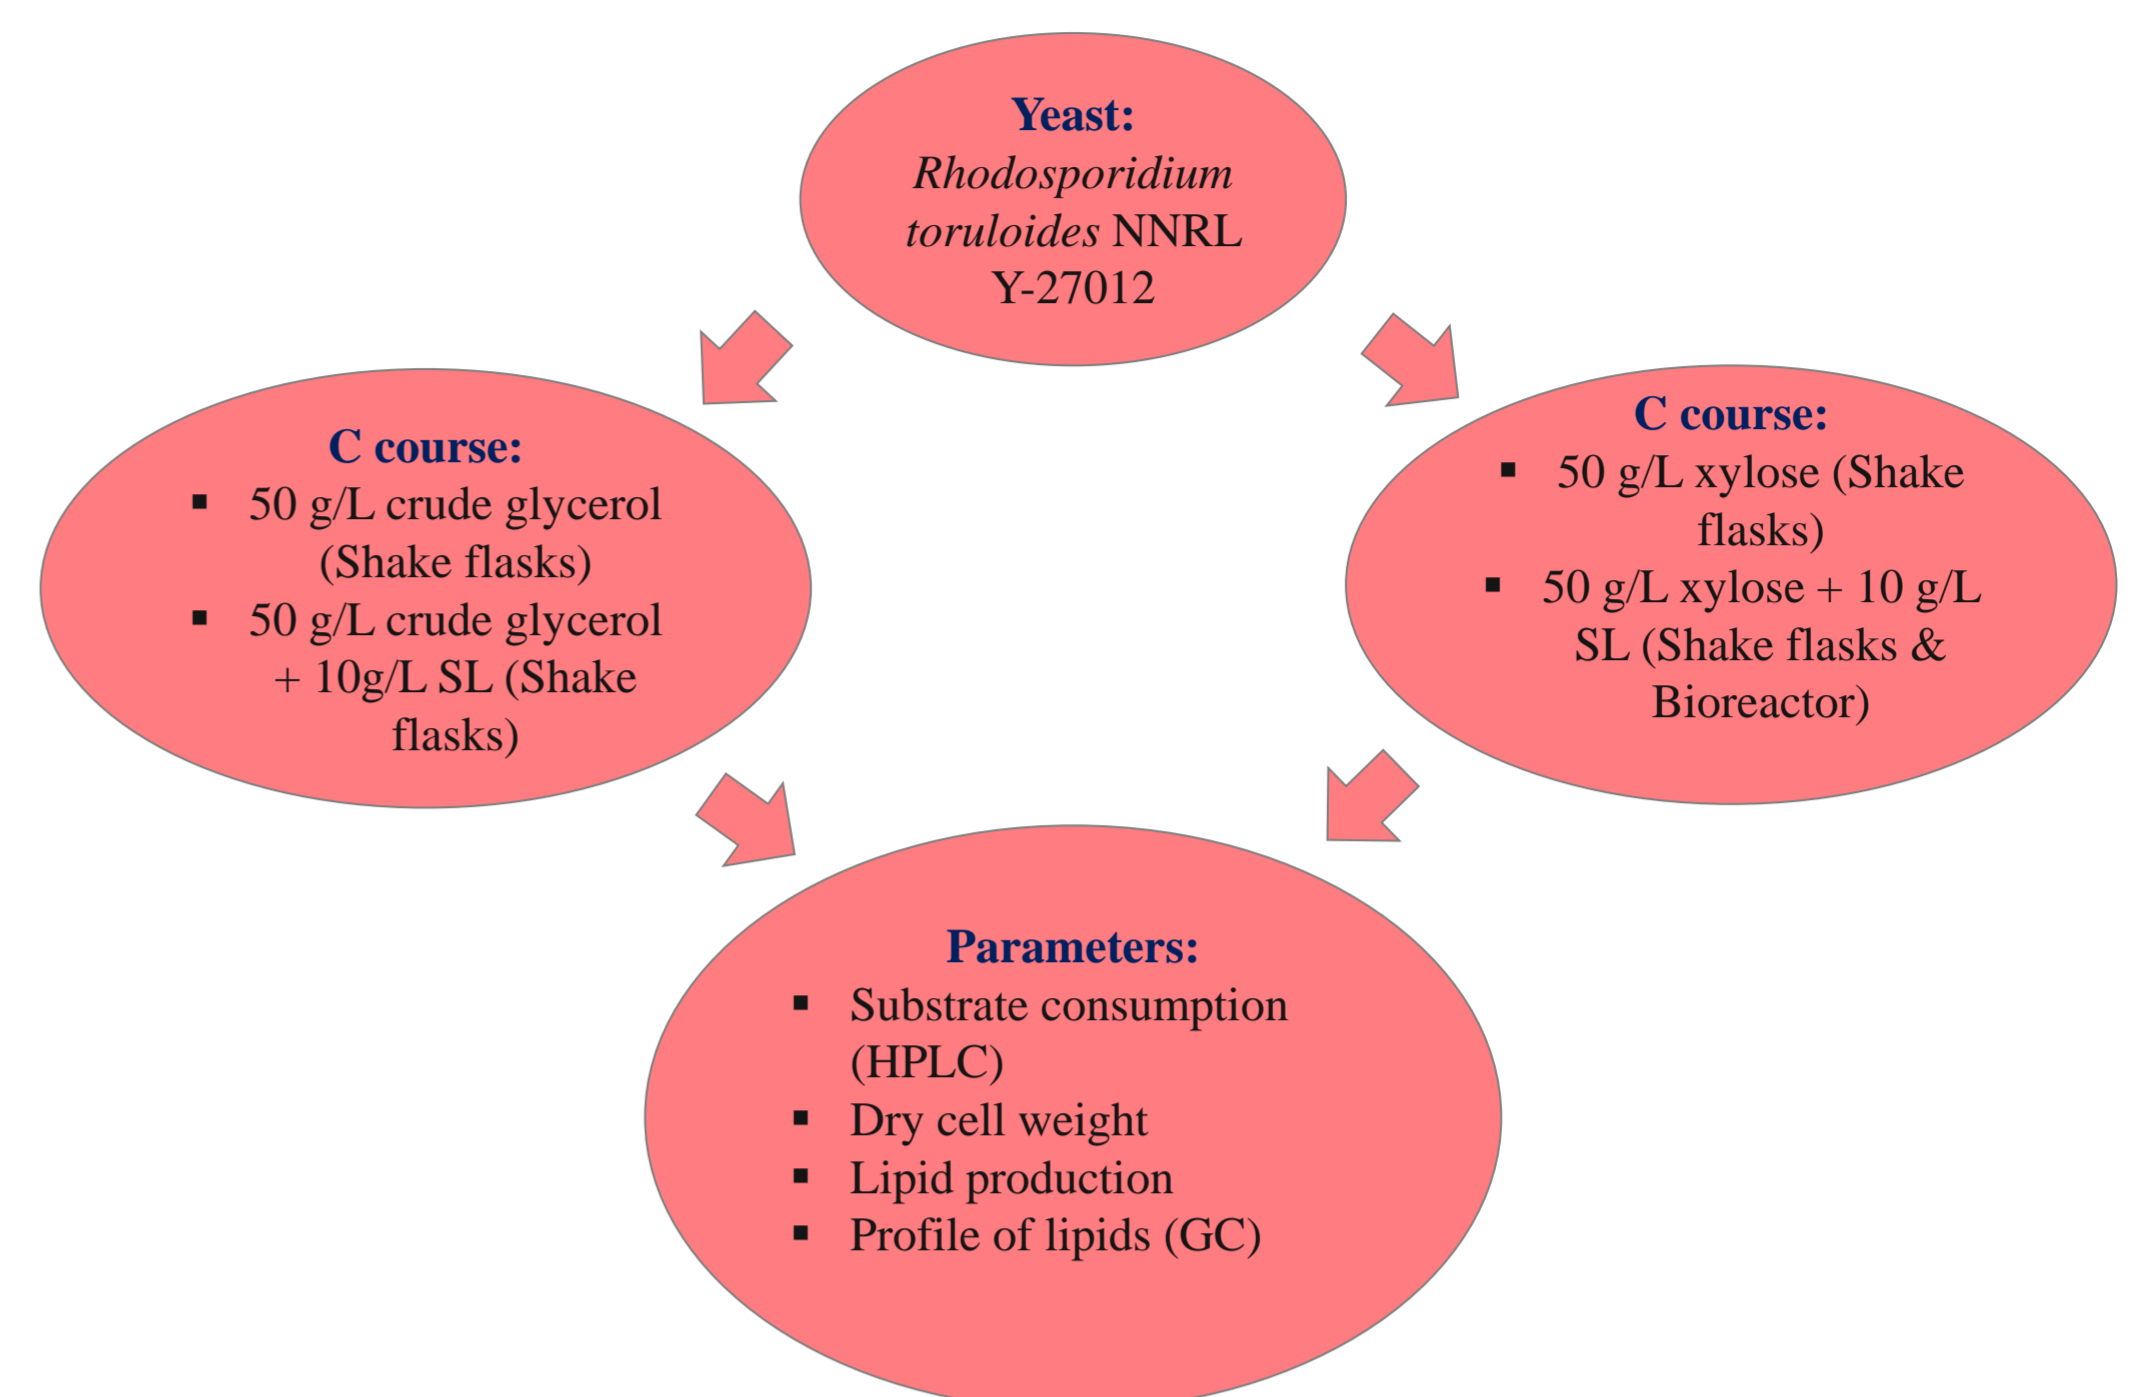 Yeast:
Rhodosporidium
toruloides NNRL
Y-27012
C course:
▪ 50 g/L crude glycerol
(Shake flasks)
▪ 50 g/L crude glycerol
+ 10g/L SL (Shake
flasks)
C course:
▪ 50 g/L xylose (Shake
flasks)
▪ 50 g/L xylose + 10 g/L
SL (Shake flasks &
Bioreactor)
Parameters:
▪ Substrate consumption
(HPLC)
▪ Dry cell weight
▪ Lipid production
▪ Profile of lipids (GC)